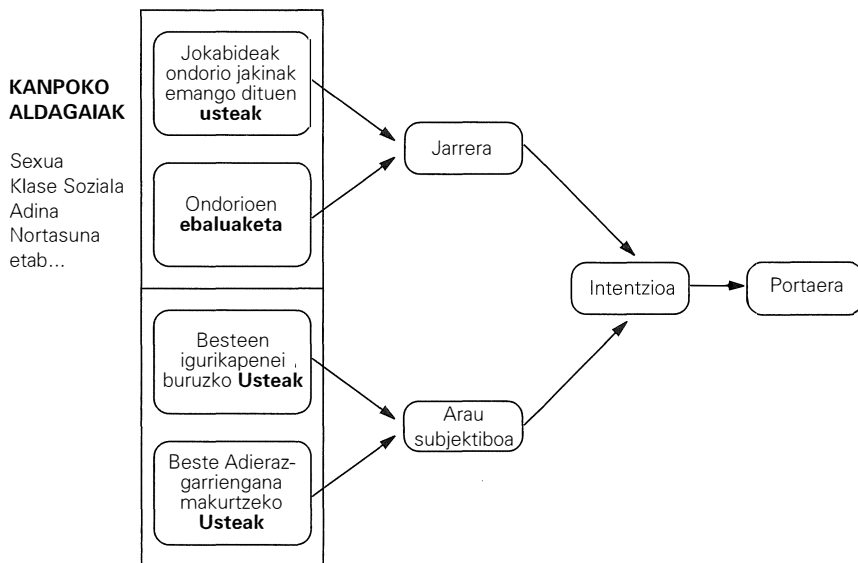 KANPOKO
ALDAGAIAK
Sexua
Klase Soziala
Adina
Nortasuna
etab...
Jokabideak
ondorio jakinak
emango dituen
usteak
Ondorioen
ebaluaketa
Besteen
igurikapenei
buruzko Usteak
Beste Adieraz-
garriengana
makurtzeko
Usteak
Jarrera
Arau
subjektiboa
Intentzioa
Portaera